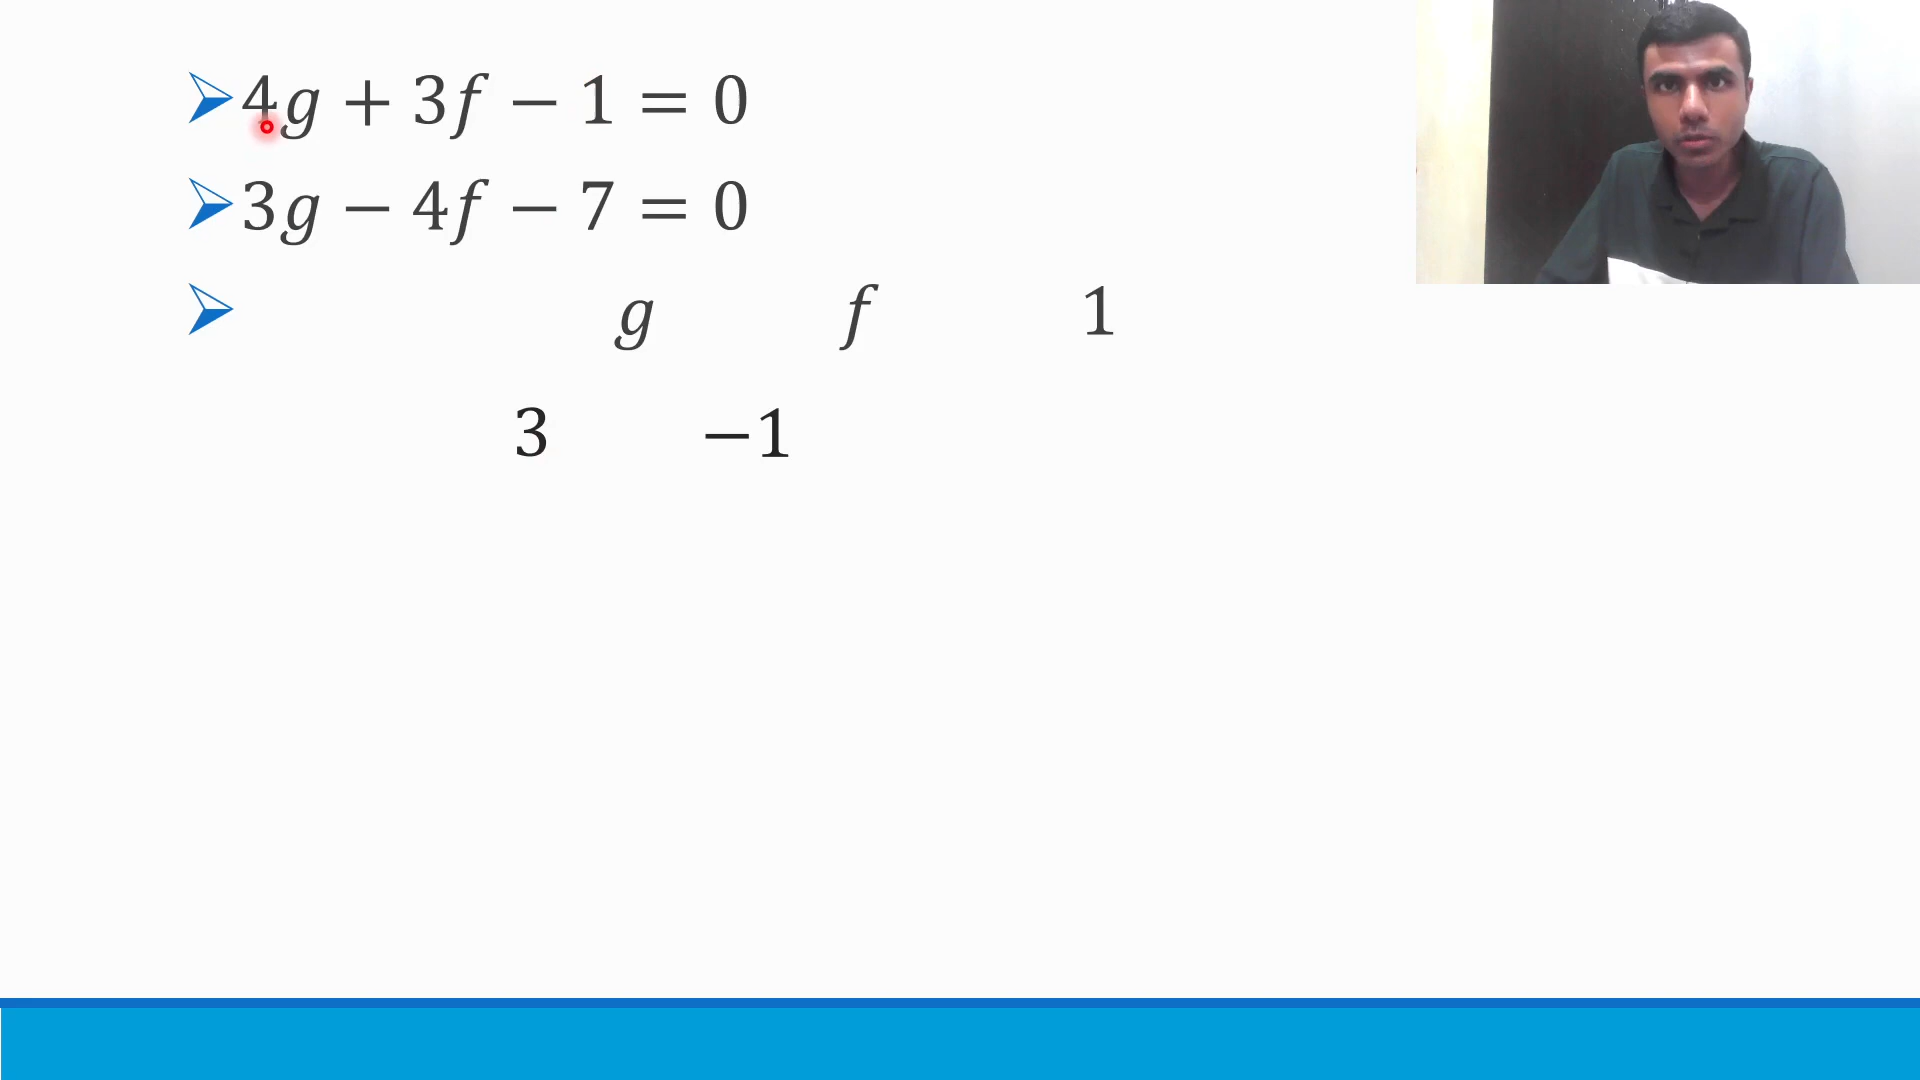 4g + 3f − 1 = 0
3g − 4f − 7 = 0
g f 1
3 −1